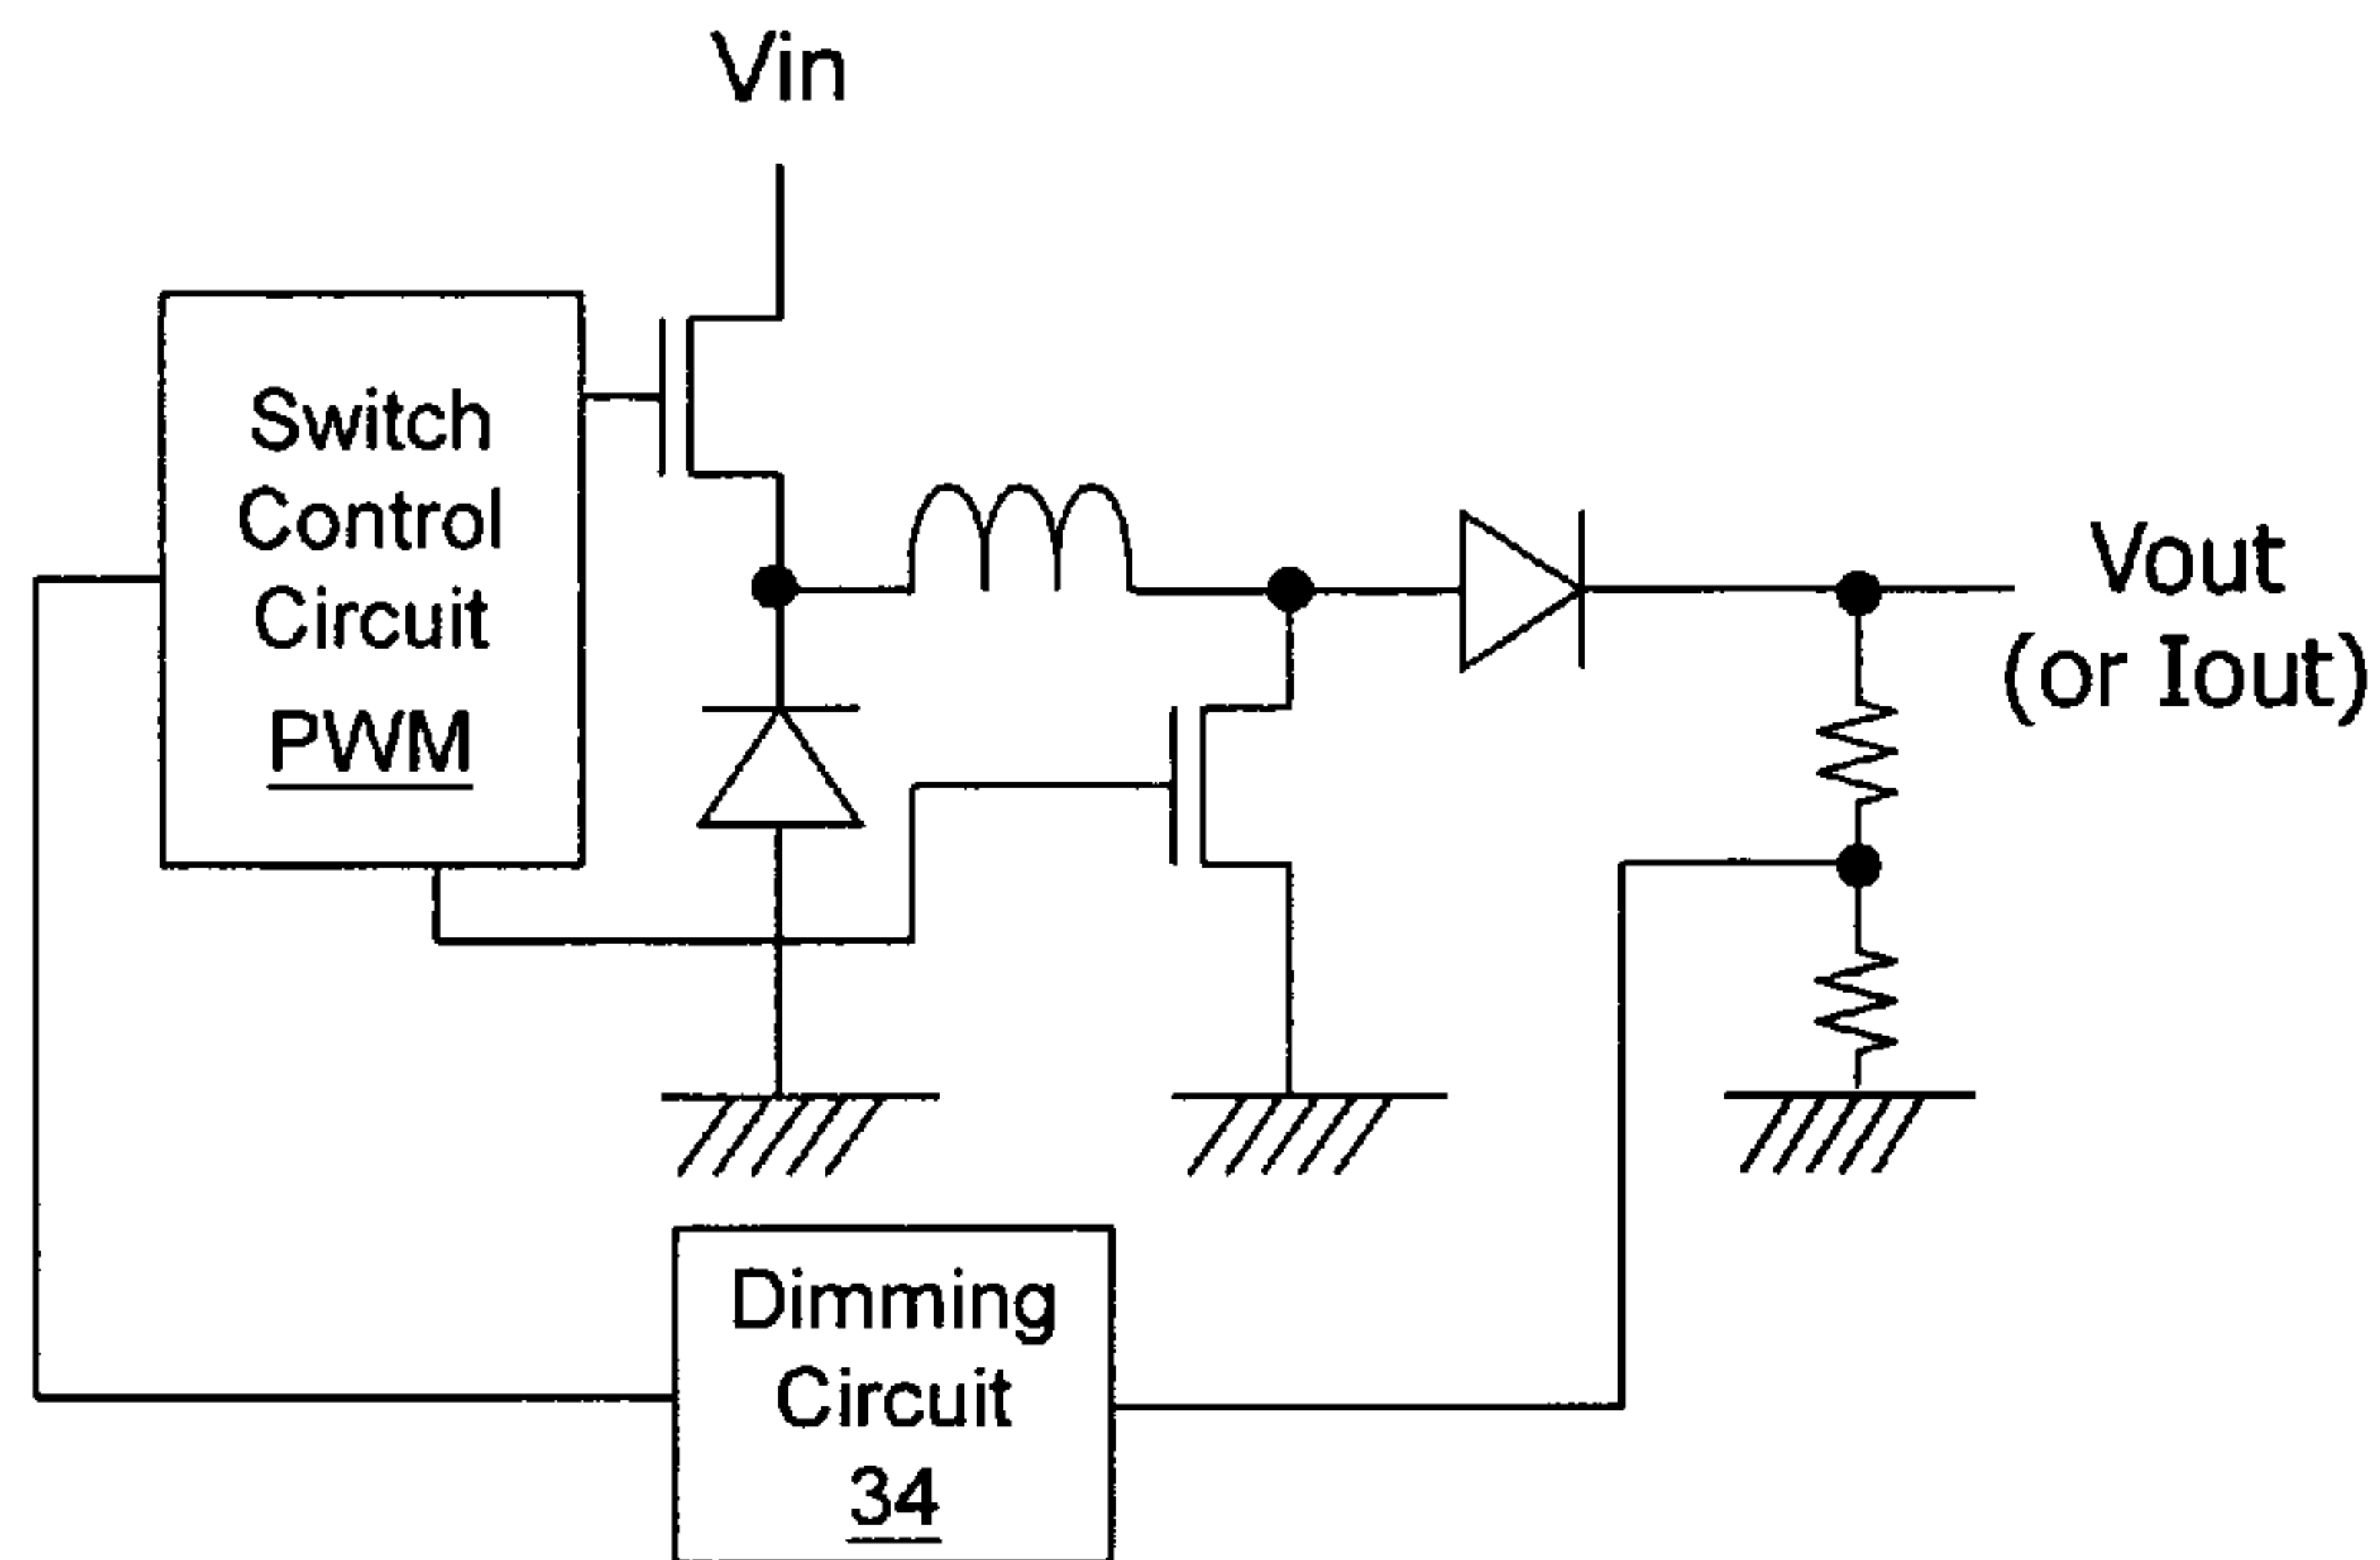 Vin
Switch
Control
Circuit
PWM
Vout
(or Iout)
Dimming
Circuit
34